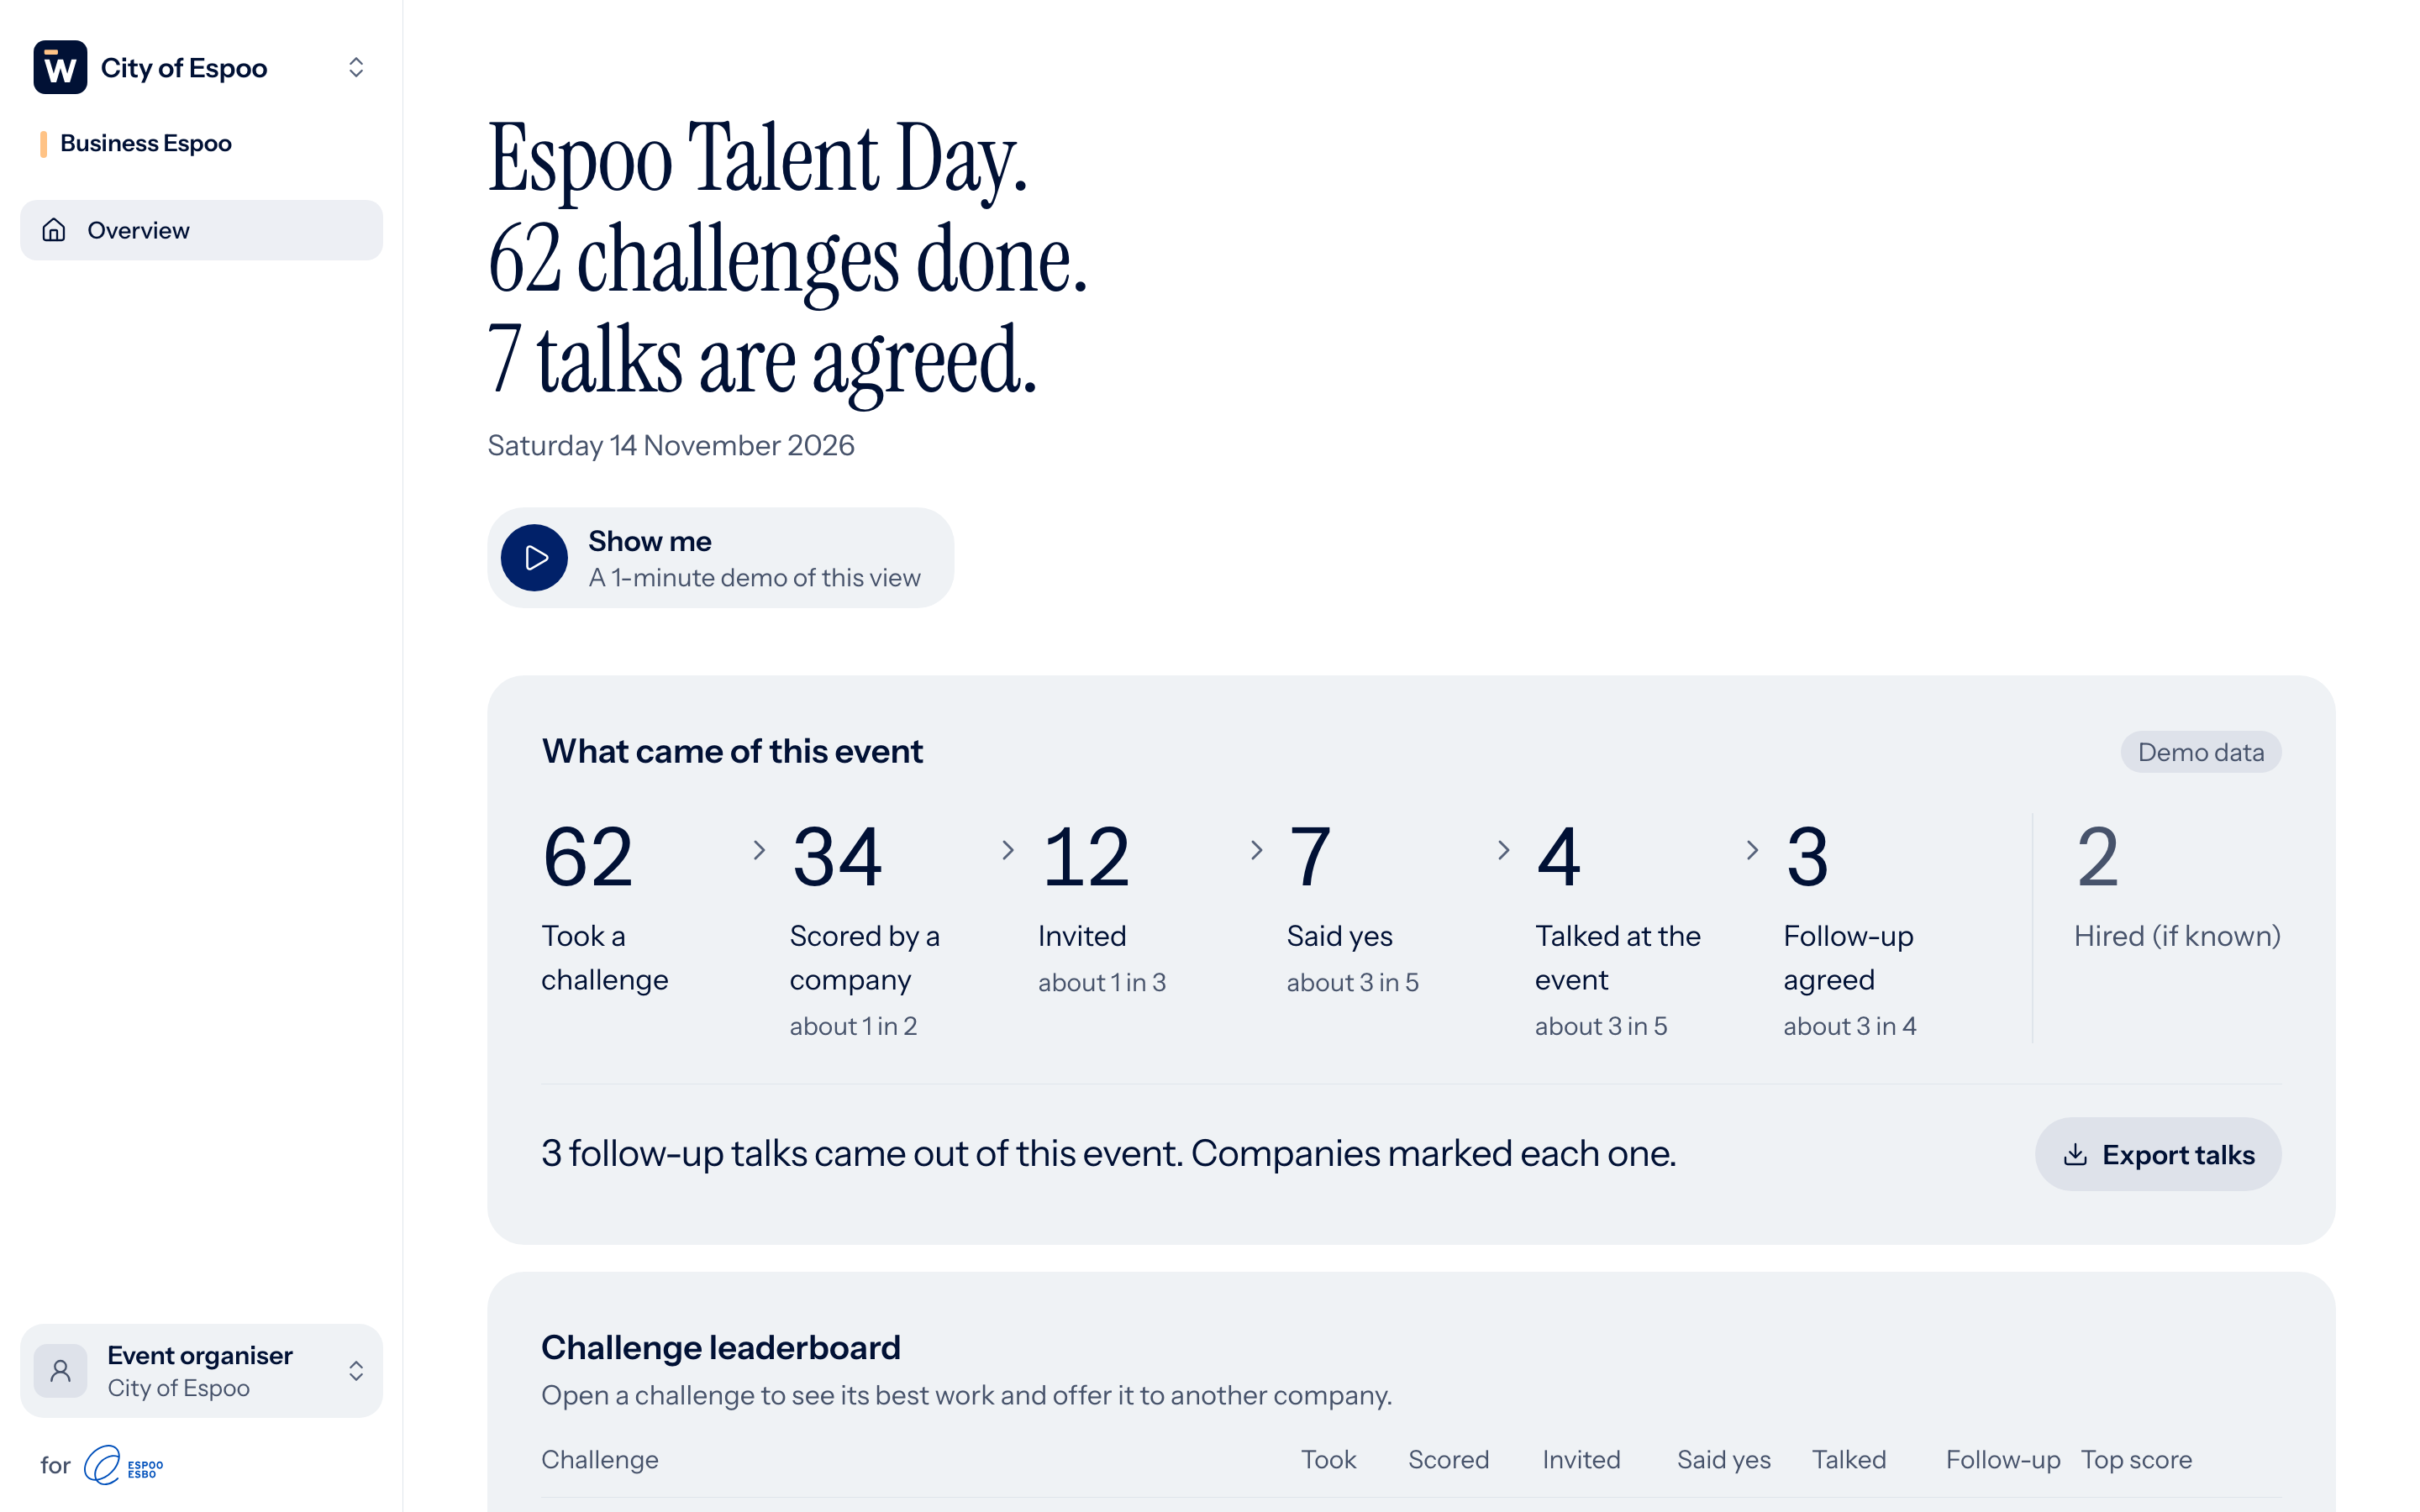 W
City of Espoo
Business Espoo
Overview
Espoo Talent Day.
62 challenges done.
7 talks are agreed.
Saturday 14 November 2026
Show me
A 1-minute demo of this view
What came of this event
Demo data
62
Took a
challenge
34
Scored by a
company
about 1 in 2
12
Invited
about 1 in 3
7
Said yes
about 3 in 5
4
Talked at the
event
about 3 in 5
3
Follow-up
agreed
about 3 in 4
2
Hired (if known)
3 follow-up talks came out of this event. Companies marked each one.
Export talks
Challenge leaderboard
Open a challenge to see its best work and offer it to another company.
Challenge Took Scored Invited Said yes Talked Follow-up Top score
Event organiser
City of Espoo
for
ESPOO
ESBO